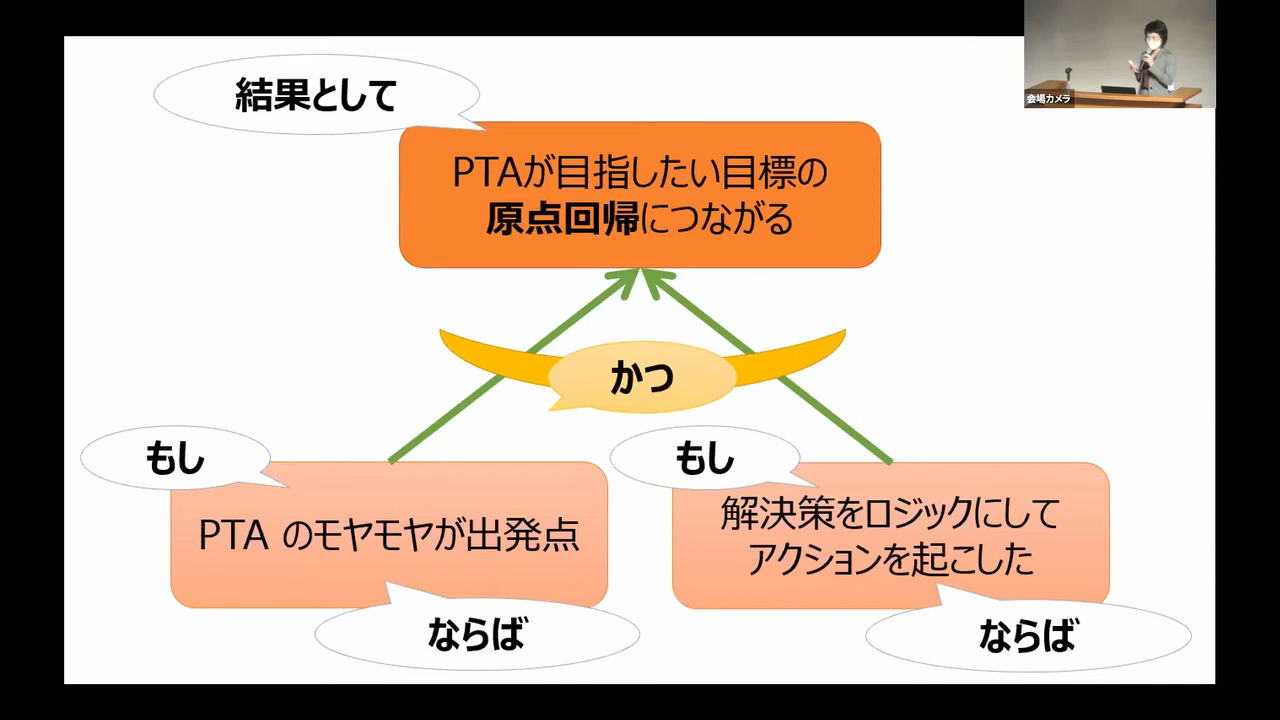 会場カメラ
結果として
PTAが目指したい目標の
原点回帰につながる
かつ
もし
PTA のモヤモヤが出発点
ならば
もし
解決策をロジックにして
アクションを起こした
ならば